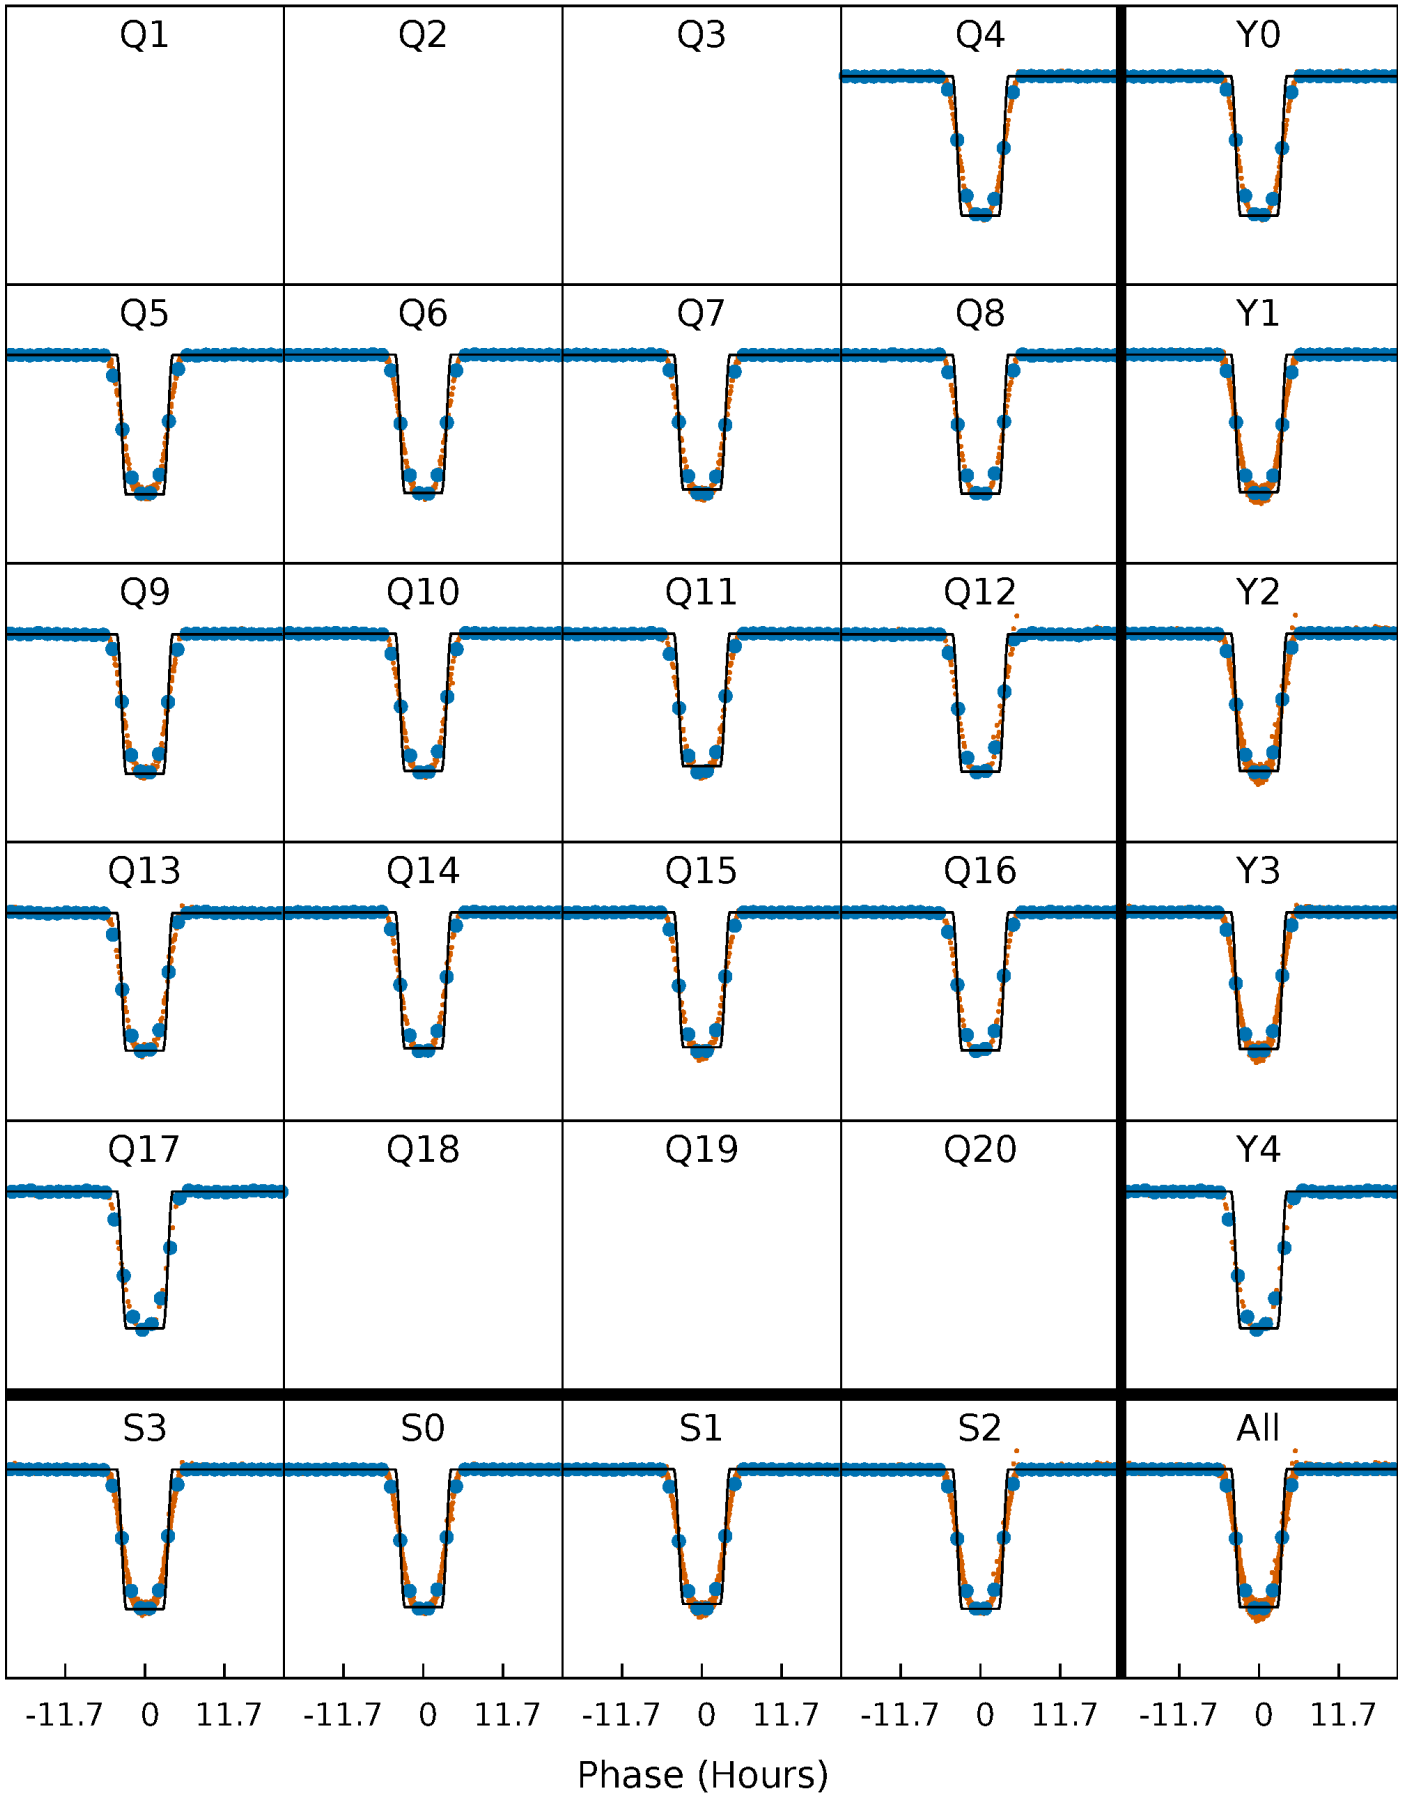 Q1 Q2 Q3 Q4 Y0
Q5 Q6 Q7 Q8 Y1
Q9 Q10 Q11 Q12 Y2
Q13 Q14 Q15 Q16 Y3
Q17 Q18 Q19 Q20 Y4
S3 S0 S1 S2 All
-11.7 0 11.7 -11.7 0 11.7 -11.7 0 11.7 -11.7 0 11.7 -11.7 0 11.7
Phase (Hours)